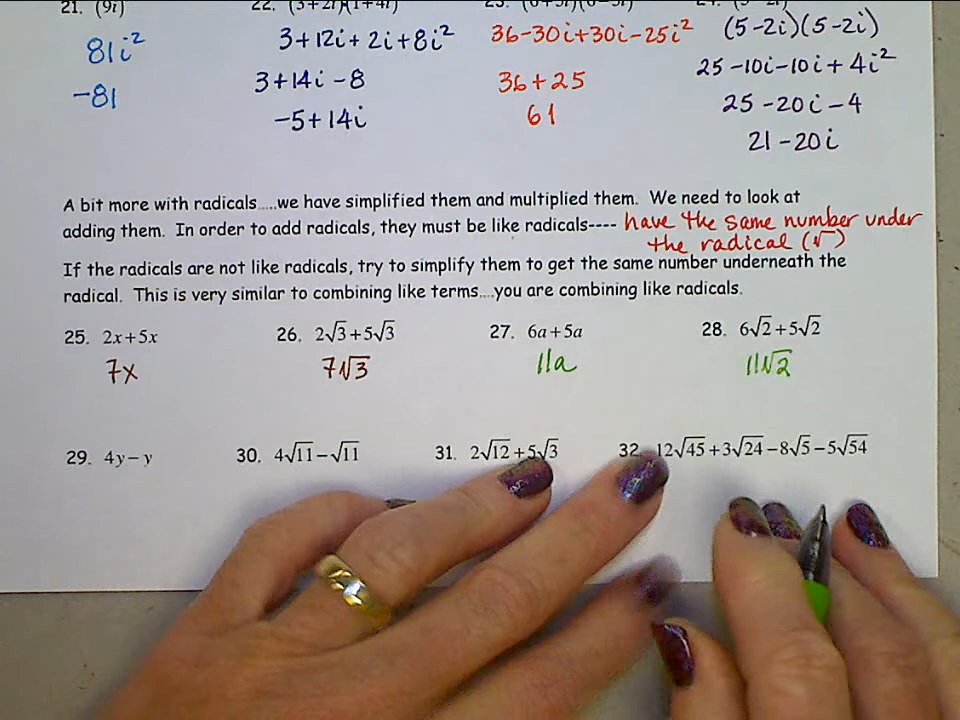 21. (9i)² 22. (3+2i)(1+4i)
81i² 3+12i+2i+8i² 36-30i+30i-25i² (5-2i)(5-2i)
-81 3+14i-8 36+25 25-10i-10i+4i²
-5+14i 61 25-20i-4
21-20i
A bit more with radicals.....we have simplified them and multiplied them. We need to look at
adding them. In order to add radicals, they must be like radicals---- have the same number under
the radical (√)
If the radicals are not like radicals, try to simplify them to get the same number underneath the
radical. This is very similar to combining like terms....you are combining like radicals.
25. 2x+5x 26. 2√3+5√3 27. 6a+5a 28. 6√2+5√2
7x 7√3 11a 11√2
29. 4y−y 30. 4√11−√11 31. 2√12+5√3 32. 12√45+3√24−8√5−5√54